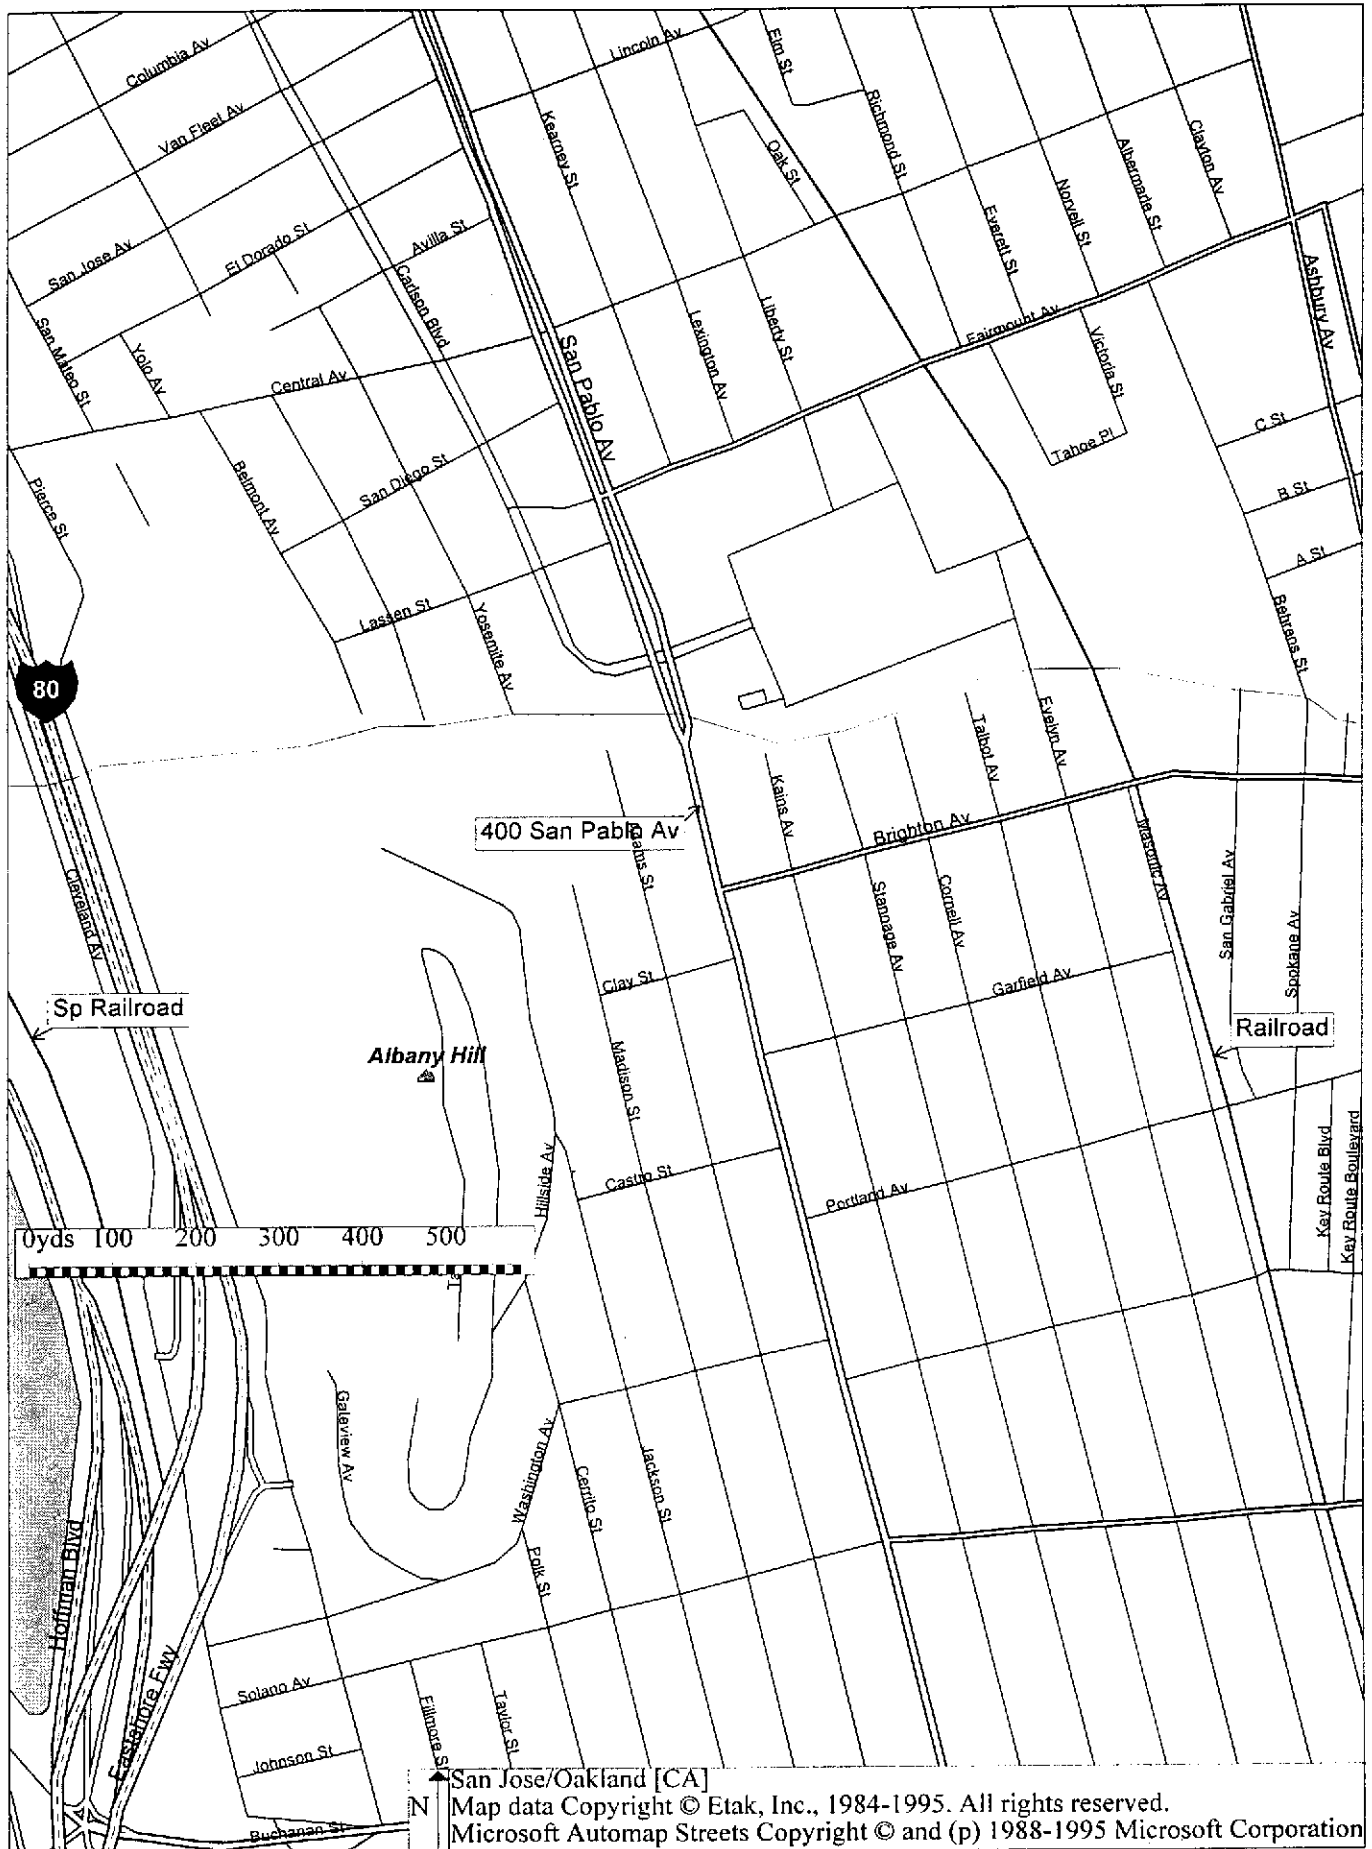 Columbia Av
Lincoln Av
Elm St
Van Fleet Av
Kearney St
Richmond St
Clayton Av
Oak St
Albermarle St
Norvell St
Everett St
San Jose Av
El Dorado St
Avilla St
Carlson Blvd
Ashbury Av
San Mateo St
Yolo Av
Central Av
San Pablo Av
Lexington Av
Liberty St
Fairmount Av
Victoria St
C St
Tahoe Pl
Pierce St
Belmont Av
San Diego St
B St
A St
Lassen St
Yosemite Av
Behrens St
80
Talbot Av
Evelyn Av
Kains Av
400 San Pablo Av
Adams St
Brighton Av
Masonic Av
Cleveland Av
Stannage Av
Cornell Av
San Gabriel Av
Spokane Av
Clay St
Garfield Av
Sp Railroad
Railroad
Albany Hill
Madison St
Hillside Av
Castro St
Portland Av
Key Route Blvd
Key Route Boulevard
0yds 100 200 300 400 500
Galeview Av
Washington Av
Cerrito St
Jackson St
Polk St
Hoffman Blvd
Eastshore Fwy
Solano Av
Fillmore S
Taylor St
Johnson St
Buchanan St
N
San Jose/Oakland [CA]
Map data Copyright © Etak, Inc., 1984-1995. All rights reserved.
Microsoft Automap Streets Copyright © and (p) 1988-1995 Microsoft Corporation